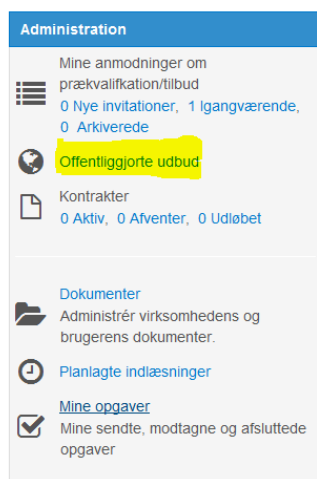 Administration
Mine anmodninger om
prækvalifkation/tilbud
0 Nye invitationer, 1 Igangværende,
0 Arkiverede
Offentliggjorte udbud
Kontrakter
0 Aktiv, 0 Afventer, 0 Udløbet
Dokumenter
Administrér virksomhedens og
brugerens dokumenter.
Planlagte indlæsninger
Mine opgaver
Mine sendte, modtagne og afsluttede
opgaver